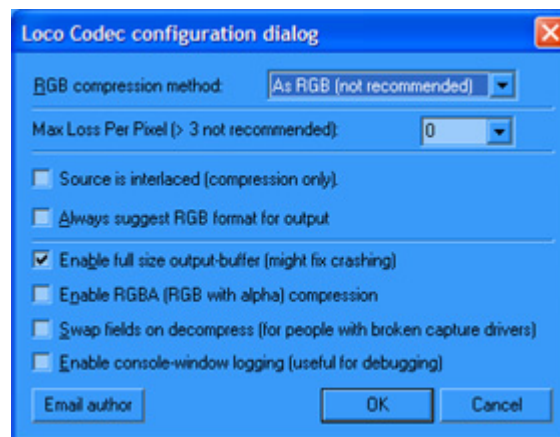 Loco Codec configuration dialog
RGB compression method: As RGB (not recommended)
Max Loss Per Pixel (> 3 not recommended): 0
Source is interlaced (compression only).
Always suggest RGB format for output
Enable full size output-buffer (might fix crashing)
Enable RGBA (RGB with alpha) compression
Swap fields on decompress (for people with broken capture drivers)
Enable console-window logging (useful for debugging)
Email author OK Cancel